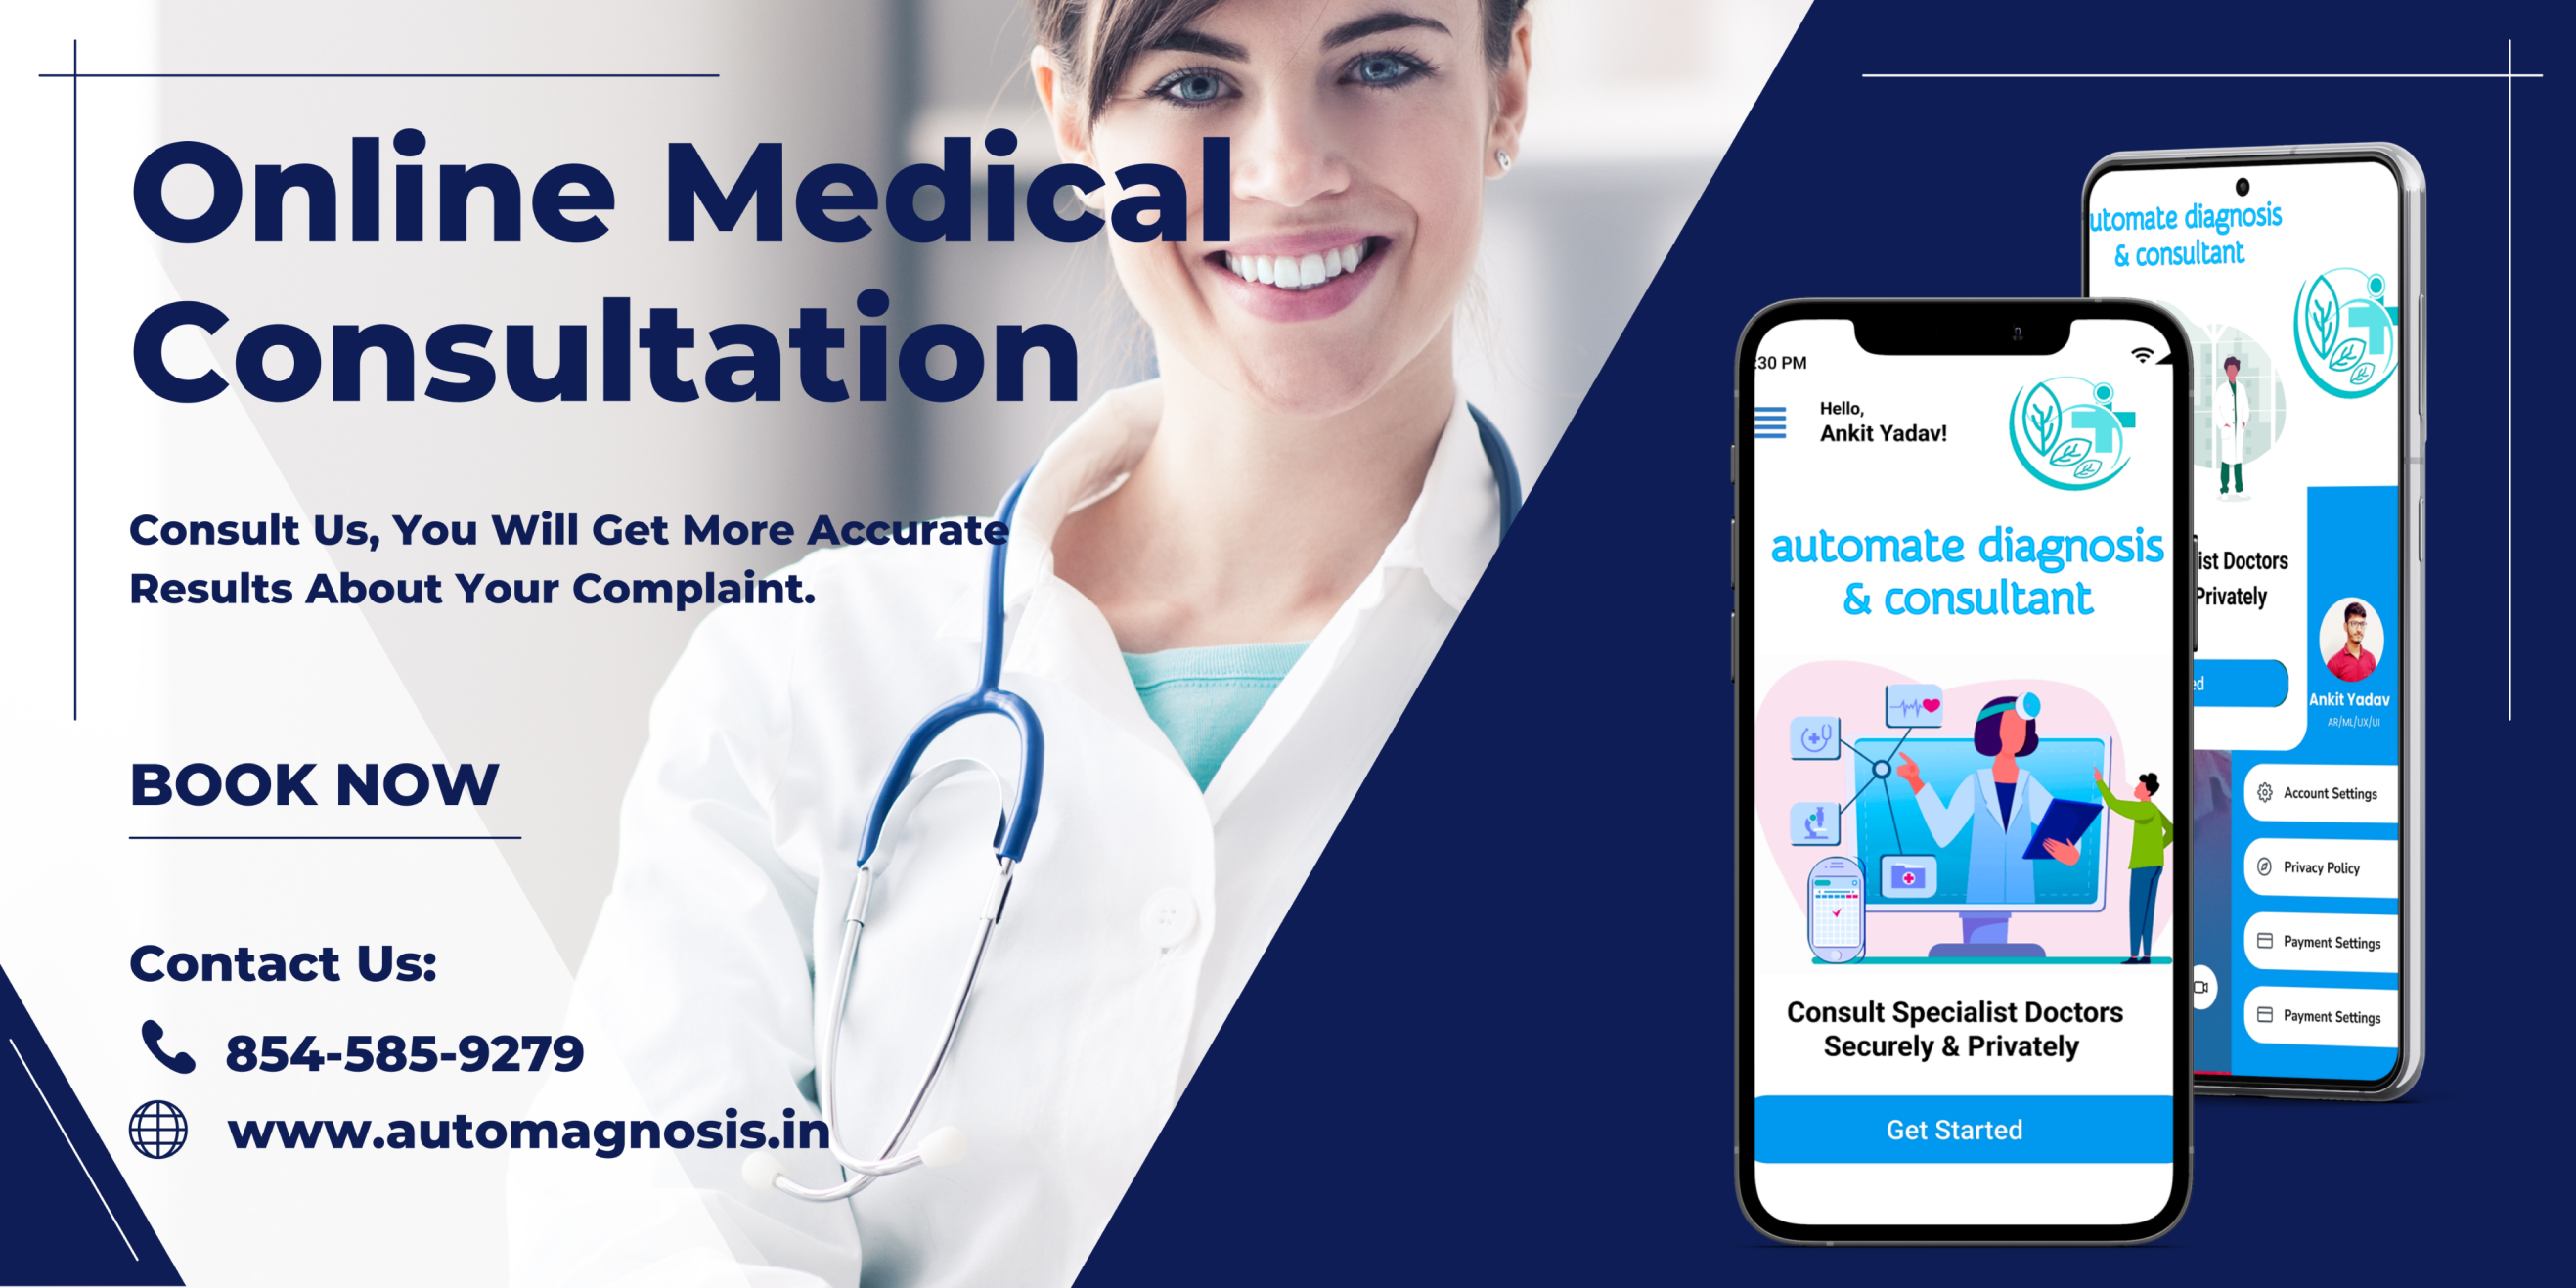 Online Medical
Consultation
Consult Us, You Will Get More Accurate
Results About Your Complaint.
BOOK NOW
Contact Us:
854-585-9279
www.automagnosis.in
:30 PM
Hello,
Ankit Yadav!
automate diagnosis
& consultant
Consult Specialist Doctors
Securely & Privately
Get Started
utomate diagnosis
& consultant
ist Doctors
Privately
ed
Ankit Yadav
AR/ML/UX/UI
Account Settings
Privacy Policy
Payment Settings
Payment Settings